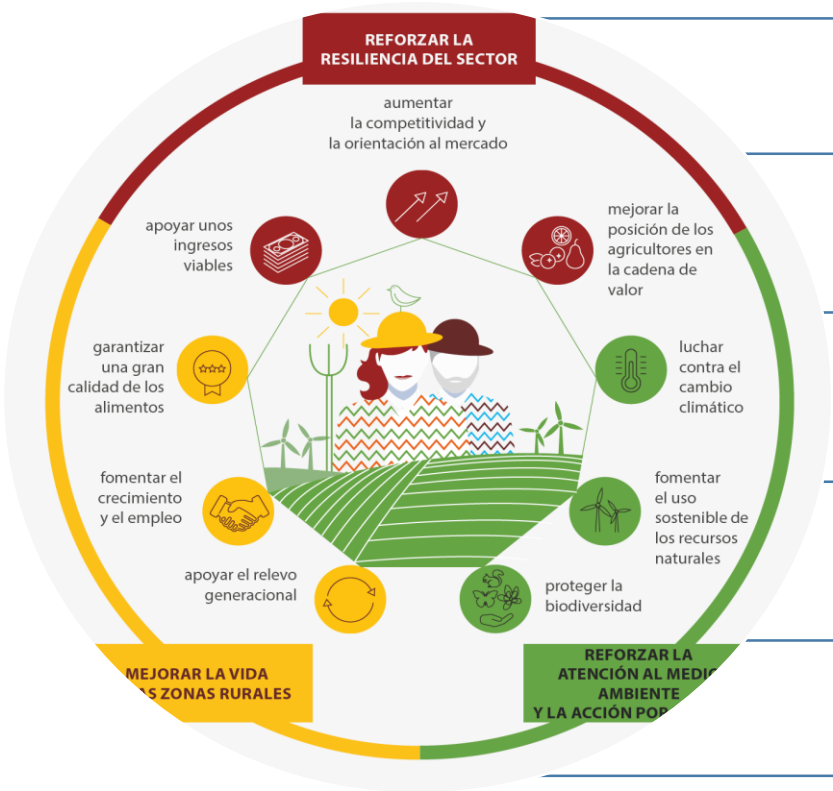 REFORZAR LA
RESILIENCIA DEL SECTOR
aumentar
la competitividad y
la orientación al mercado
apoyar unos
ingresos
viables
mejorar la
posición de los
agricultores en
la cadena de
valor
garantizar
una gran
calidad de los
alimentos
luchar
contra el
cambio
climático
fomentar el
crecimiento
y el empleo
fomentar
el uso
sostenible de
los recursos
naturales
apoyar el relevo
generacional
proteger la
biodiversidad
MEJORAR LA VIDA
ZONAS RURALES
REFORZAR LA
ATENCIÓN AL MEDIO
AMBIENTE
Y LA ACCIÓN POR